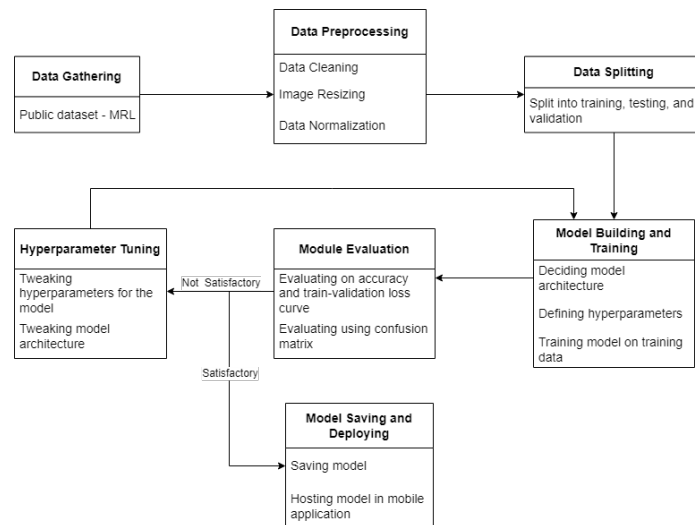 Data Gathering
Public dataset - MRL
Data Preprocessing
Data Cleaning
Image Resizing
Data Normalization
Data Splitting
Split into training, testing, and
validation
Model Building and
Training
Deciding model
architecture
Defining hyperparameters
Training model on training
data
Module Evaluation
Evaluating on accuracy
and train-validation loss
curve
Evaluating using confusion
matrix
Not Satisfactory
Hyperparameter Tuning
Tweaking
hyperparameters for the
model
Tweaking model
architecture
Satisfactory
Model Saving and
Deploying
Saving model
Hosting model in mobile
application